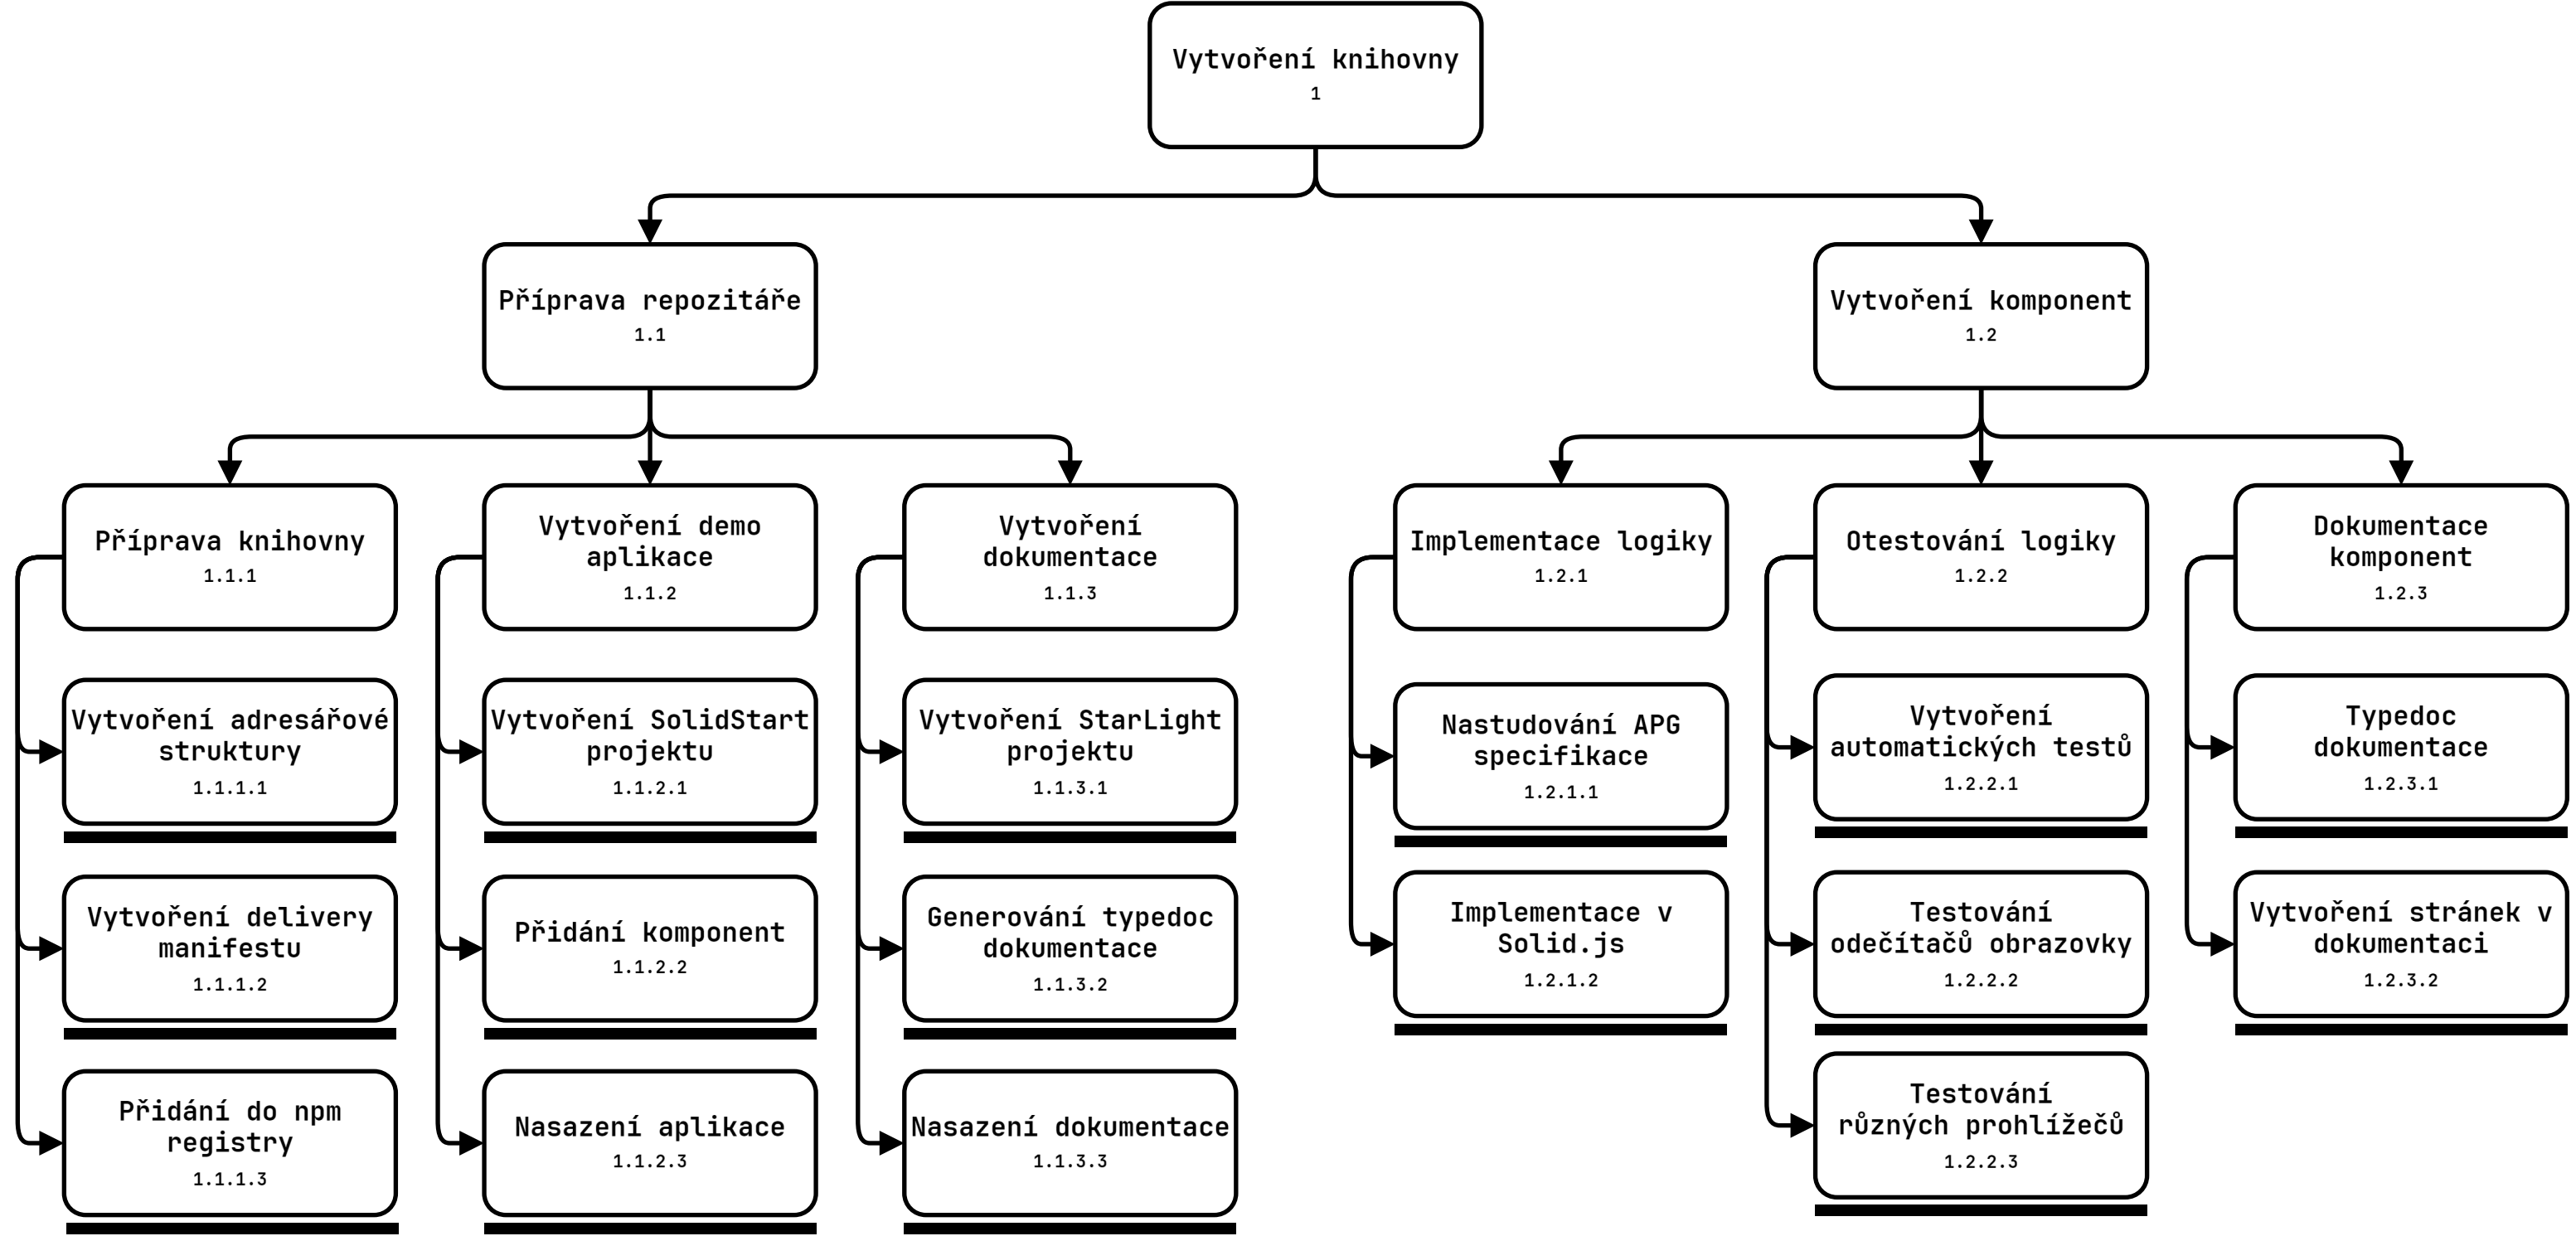 Vytvoření knihovny
1
Příprava repozitáře
1.1
Vytvoření komponent
1.2
Příprava knihovny
1.1.1
Vytvoření demo
aplikace
1.1.2
Vytvoření
dokumentace
1.1.3
Implementace logiky
1.2.1
Otestování logiky
1.2.2
Dokumentace
komponent
1.2.3
Vytvoření adresářové
struktury
1.1.1.1
Vytvoření SolidStart
projektu
1.1.2.1
Vytvoření StarLight
projektu
1.1.3.1
Nastudování APG
specifikace
1.2.1.1
Vytvoření
automatických testů
1.2.2.1
Typedoc
dokumentace
1.2.3.1
Vytvoření delivery
manifestu
1.1.1.2
Přidání komponent
1.1.2.2
Generování typedoc
dokumentace
1.1.3.2
Implementace v
Solid.js
1.2.1.2
Testování
odečítačů obrazovky
1.2.2.2
Vytvoření stránek v
dokumentaci
1.2.3.2
Přidání do npm
registry
1.1.1.3
Nasazení aplikace
1.1.2.3
Nasazení dokumentace
1.1.3.3
Testování
různých prohlížečů
1.2.2.3